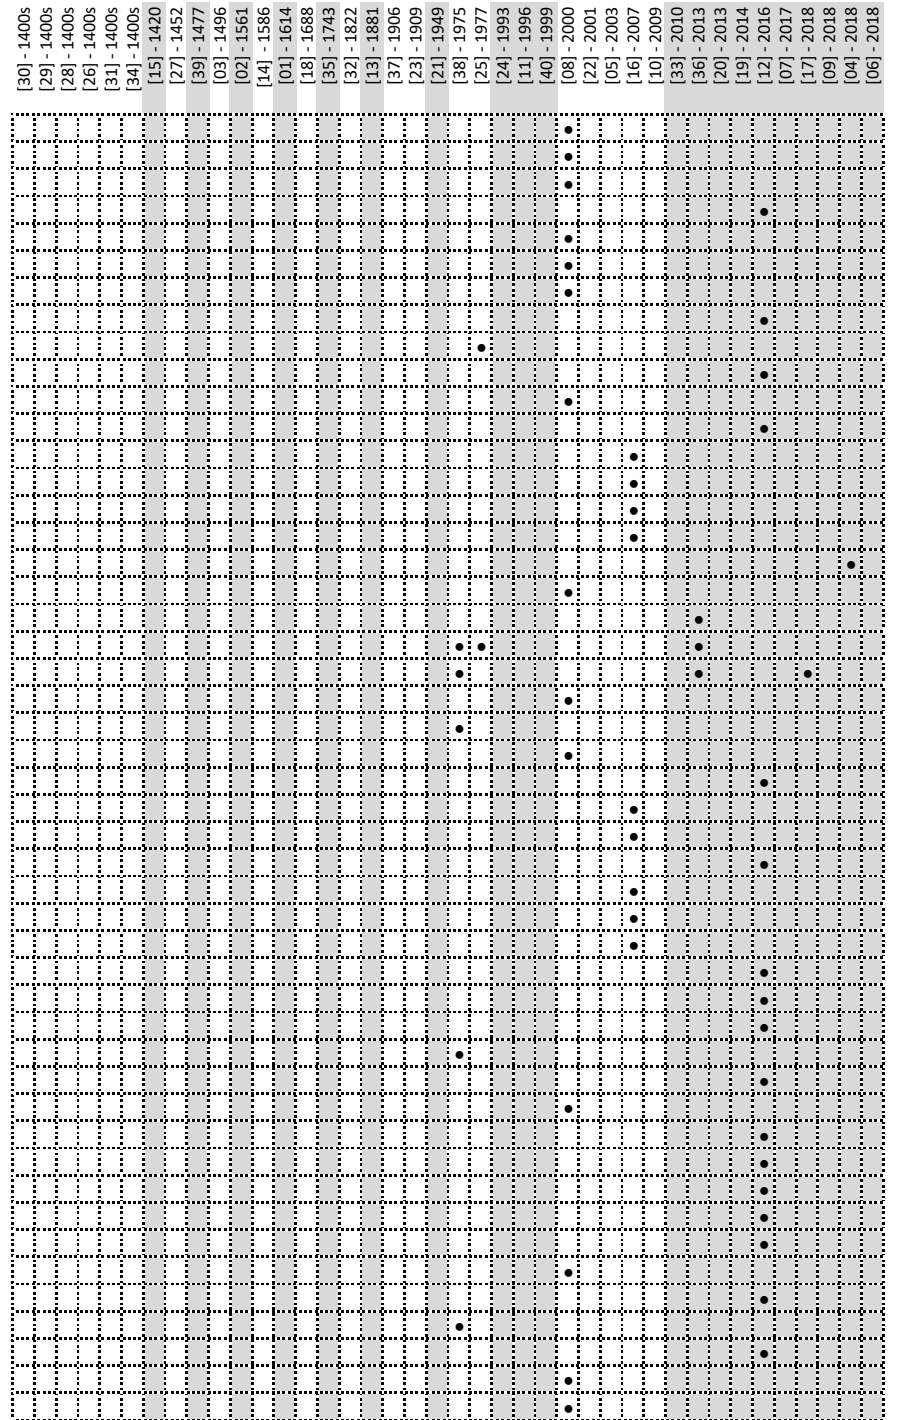 [30] - 1400s
[29] - 1400s
[28] - 1400s
[26] - 1400s
[31] - 1400s
[34] - 1400s
[15] - 1420
[27] - 1452
[39] - 1477
[03] - 1496
[02] - 1561
[14] - 1586
[01] - 1614
[18] - 1688
[35] - 1743
[32] - 1822
[13] - 1881
[37] - 1906
[23] - 1909
[21] - 1949
[38] - 1975
[25] - 1977
[24] - 1993
[11] - 1996
[40] - 1999
[08] - 2000
[22] - 2001
[05] - 2003
[16] - 2007
[10] - 2009
[33] - 2010
[36] - 2013
[20] - 2013
[19] - 2014
[12] - 2016
[07] - 2017
[17] - 2018
[09] - 2018
[04] - 2018
[06] - 2018